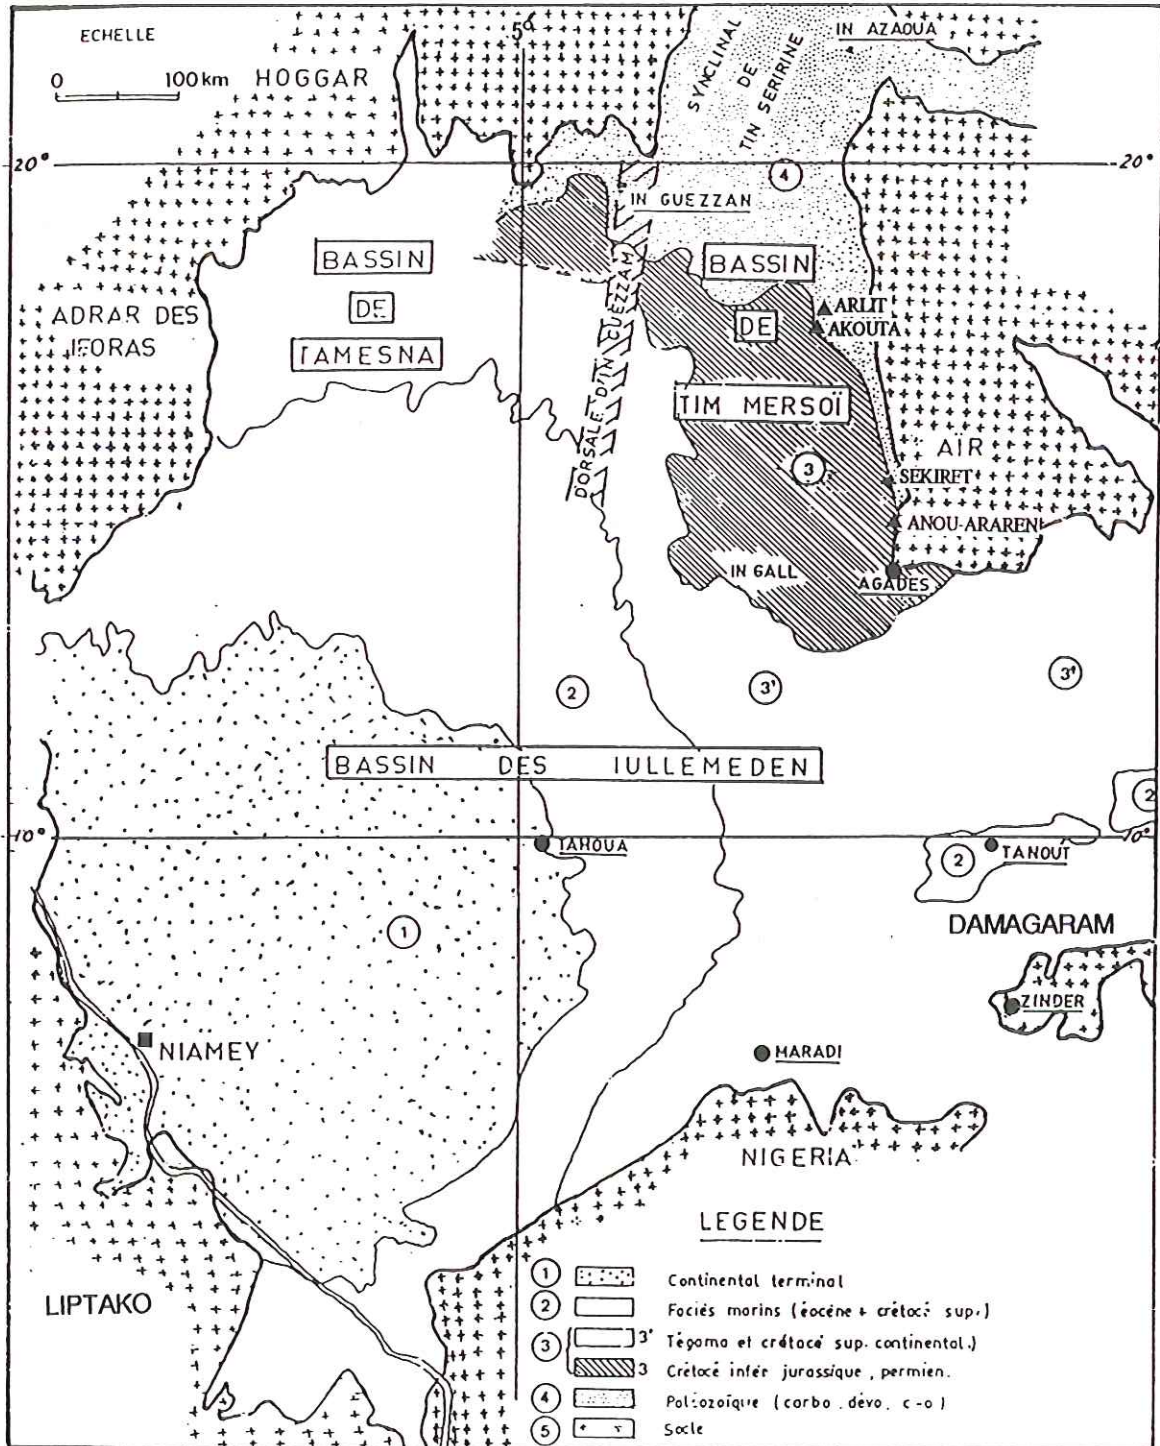 ECHELLE
0 100 km
HOGGAR
5°
SYNCLINAL
DE
TIN SERIRINE
IN AZAOUA
20°
20°
4
IN GUEZZAN
BASSIN
DE
TAMESNA
BASSIN
DE
TIM MERSOÏ
ARLIT
AKOUTA
ADRAR DES
IFORAS
DORSALE D'IN GUEZZAM
3
AÏR
SEKIRET
ANOU-ARAREN
IN GALL
AGADES
2
3'
3'
BASSIN DES IULLEMEDEN
2
10°
10°
TAHOUA
2
TANOUT
1
DAMAGARAM
ZINDER
NIAMEY
MARADI
NIGERIA
LIPTAKO
LEGENDE
1 Continental terminal
2 Faciés marins (éocène + crétacé sup.)
3 3' Tégama et crétacé sup. continental.)
3 Crétacé infér jurassique, permien.
4 Paléozoïque (carbo. dévo. c-o)
5 Socle